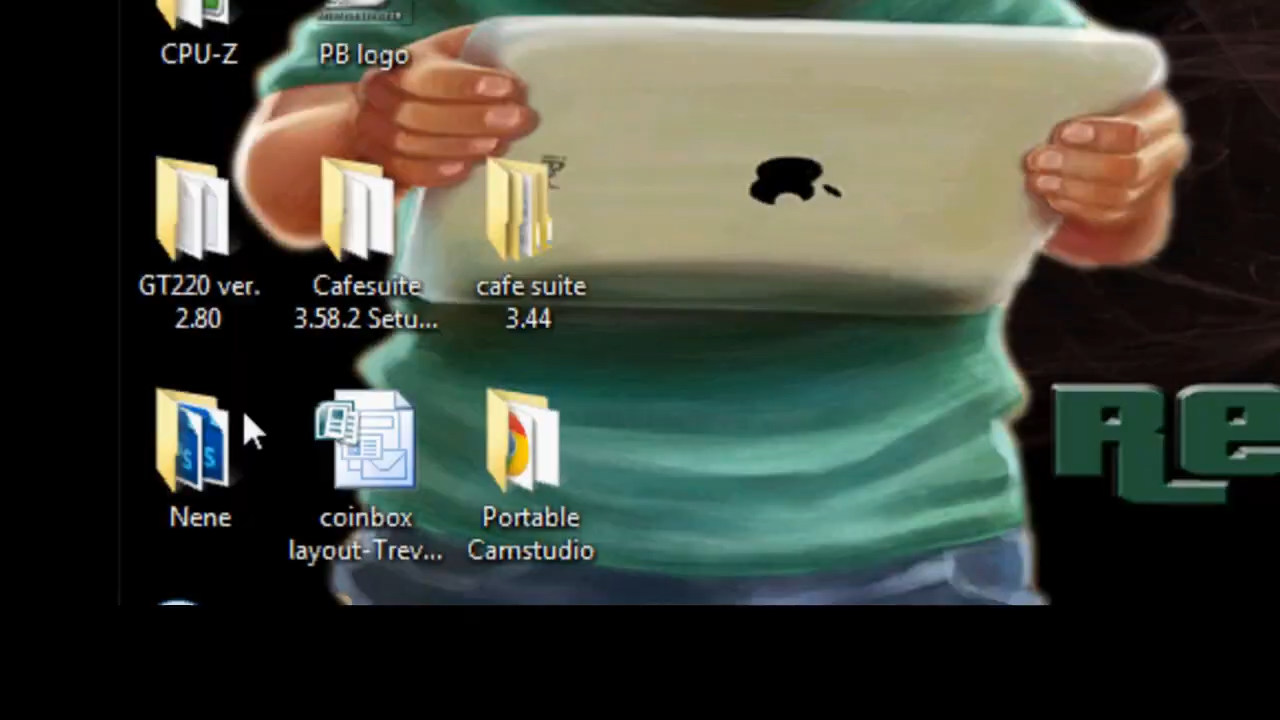 CPU-Z
PB logo
GT220 ver.
2.80
Cafesuite
3.58.2 Setu...
cafe suite
3.44
Re
Nene
coinbox
layout-Trev...
Portable
Camstudio